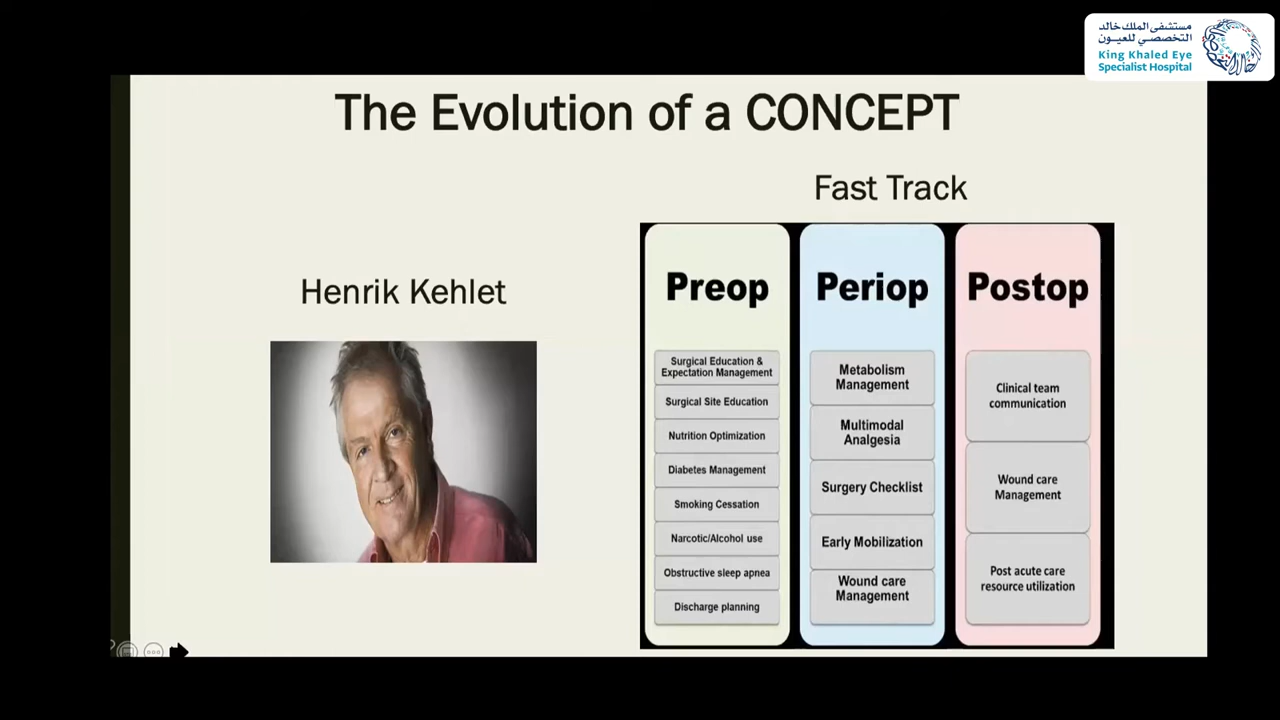 مستشفى الملك خالد
التخصصي للعيون
King Khaled Eye
Specialist Hospital
The Evolution of a CONCEPT
Fast Track
Henrik Kehlet
Preop
Surgical Education &
Expectation Management
Surgical Site Education
Nutrition Optimization
Diabetes Management
Smoking Cessation
Narcotic/Alcohol use
Obstructive sleep apnea
Discharge planning
Periop
Metabolism
Management
Multimodal
Analgesia
Surgery Checklist
Early Mobilization
Wound care
Management
Postop
Clinical team
communication
Wound care
Management
Post acute care
resource utilization